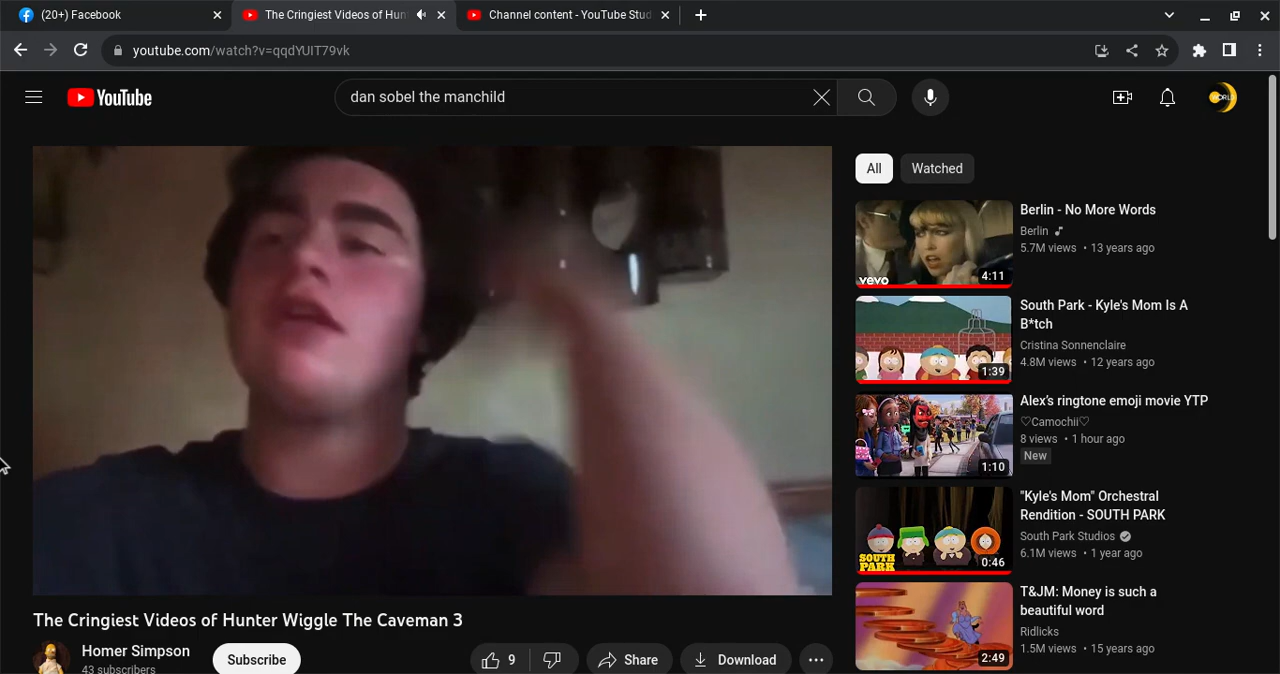 (20+) Facebook
The Cringiest Videos of Hun
Channel content - YouTube Stud
youtube.com/watch?v=qqdYUIT79vk
YouTube
dan sobel the manchild
WORLD
All
Watched
Berlin - No More Words
Berlin
5.7M views • 13 years ago
vevo
4:11
South Park - Kyle's Mom Is A
B*tch
Cristina Sonnenclaire
4.8M views • 12 years ago
1:39
Alex's ringtone emoji movie YTP
♡Camochii♡
8 views • 1 hour ago
New
1:10
"Kyle's Mom" Orchestral
Rendition - SOUTH PARK
South Park Studios
6.1M views • 1 year ago
SOUTH
PARK
0:46
T&JM: Money is such a
beautiful word
Ridlicks
1.5M views • 15 years ago
2:49
The Cringiest Videos of Hunter Wiggle The Caveman 3
Homer Simpson
43 subscribers
Subscribe
9
Share
Download